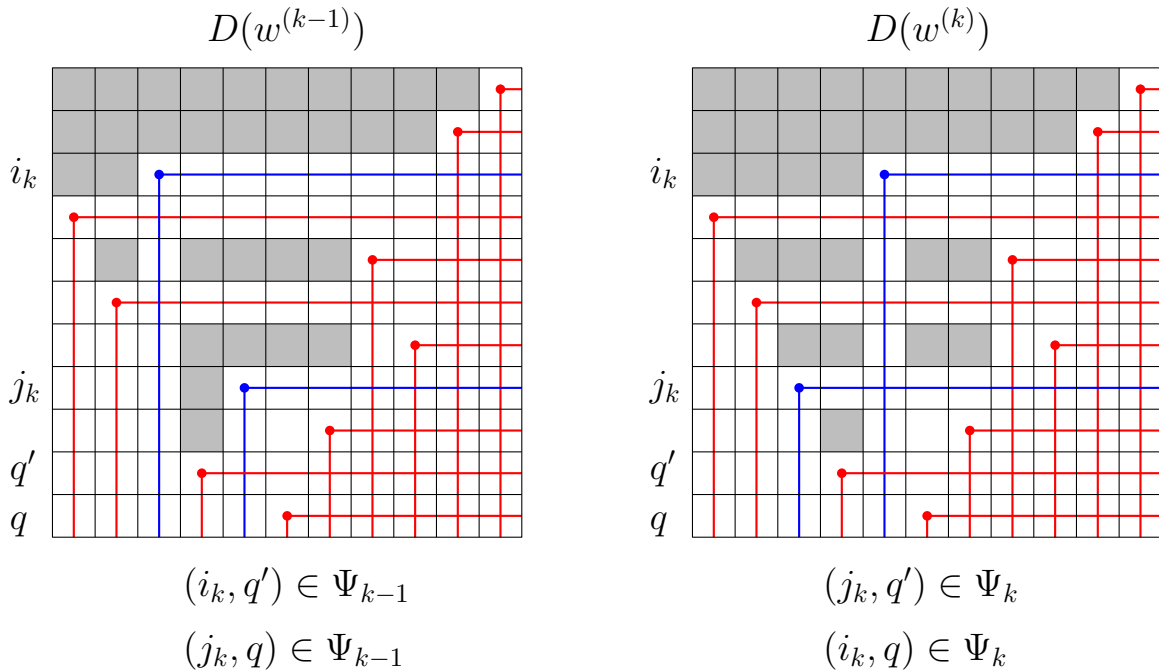 D(w^{(k-1)}) D(w^{(k)})
i_k i_k
j_k j_k
q' q'
q q
(i_k, q') ∈ Ψ_{k-1} (j_k, q') ∈ Ψ_k
(j_k, q) ∈ Ψ_{k-1} (i_k, q) ∈ Ψ_k